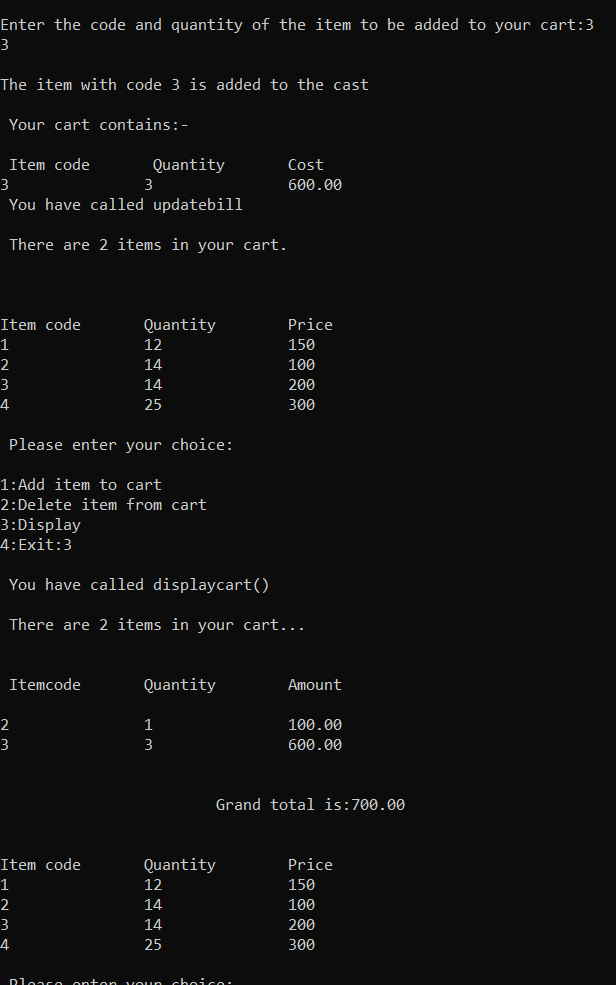 Enter the code and quantity of the item to be added to your cart:3
3
The item with code 3 is added to the cast
Your cart contains:-
Item code Quantity Cost
3 3 600.00
You have called updatebill
There are 2 items in your cart.
Item code Quantity Price
1 12 150
2 14 100
3 14 200
4 25 300
Please enter your choice:
1:Add item to cart
2:Delete item from cart
3:Display
4:Exit:3
You have called displaycart()
There are 2 items in your cart...
Itemcode Quantity Amount
2 1 100.00
3 3 600.00
Grand total is:700.00
Item code Quantity Price
1 12 150
2 14 100
3 14 200
4 25 300
Please enter your choice: